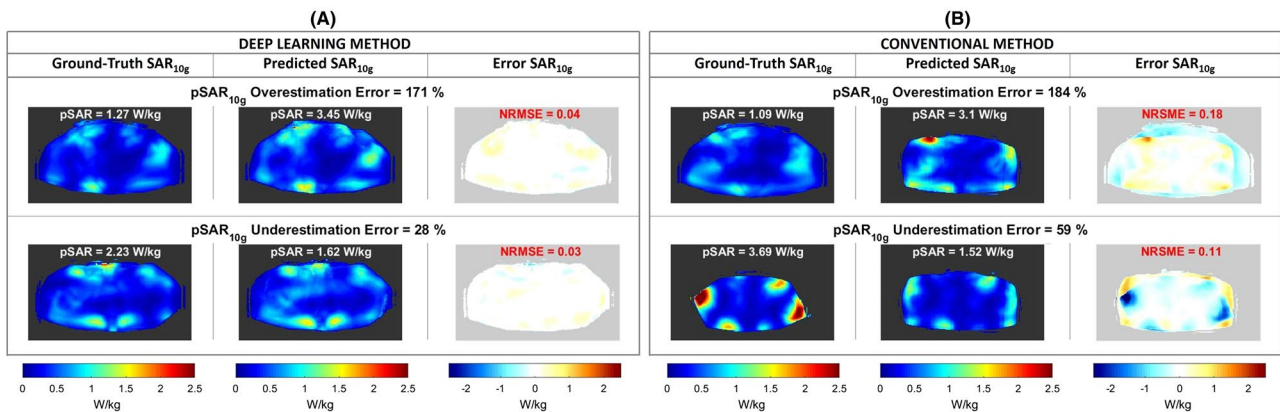 (A)
DEEP LEARNING METHOD
Ground-Truth SAR10g Predicted SAR10g Error SAR10g
pSAR10g Overestimation Error = 171 %
pSAR = 1.27 W/kg pSAR = 3.45 W/kg NRMSE = 0.04
pSAR10g Underestimation Error = 28 %
pSAR = 2.23 W/kg pSAR = 1.62 W/kg NRMSE = 0.03
0 0.5 1 1.5 2 2.5 0 0.5 1 1.5 2 2.5 -2 -1 0 1 2
W/kg W/kg W/kg
(B)
CONVENTIONAL METHOD
Ground-Truth SAR10g Predicted SAR10g Error SAR10g
pSAR10g Overestimation Error = 184 %
pSAR = 1.09 W/kg pSAR = 3.1 W/kg NRSME = 0.18
pSAR10g Underestimation Error = 59 %
pSAR = 3.69 W/kg pSAR = 1.52 W/kg NRSME = 0.11
0 0.5 1 1.5 2 2.5 0 0.5 1 1.5 2 2.5 -2 -1 0 1 2
W/kg W/kg W/kg